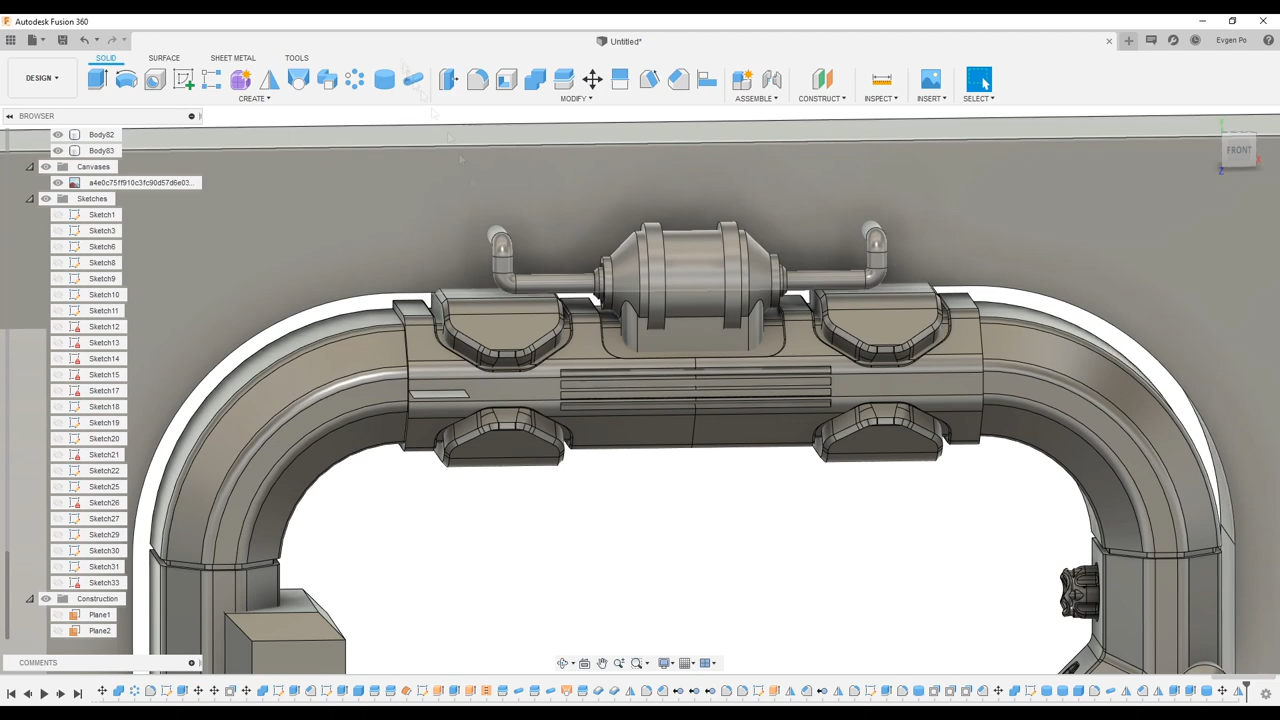 Autodesk Fusion 360
Untitled*
Evgen Po
DESIGN
SOLID
SURFACE
SHEET METAL
TOOLS
CREATE
MODIFY
ASSEMBLE
CONSTRUCT
INSPECT
INSERT
SELECT
BROWSER
Body82
Body83
Canvases
a4e0c75ff910c3fc90d57d6e03...
Sketches
Sketch1
Sketch3
Sketch6
Sketch8
Sketch9
Sketch10
Sketch11
Sketch12
Sketch13
Sketch14
Sketch15
Sketch17
Sketch18
Sketch19
Sketch20
Sketch21
Sketch22
Sketch25
Sketch26
Sketch27
Sketch29
Sketch30
Sketch31
Sketch33
Construction
Plane1
Plane2
FRONT
Y
X
Z
COMMENTS